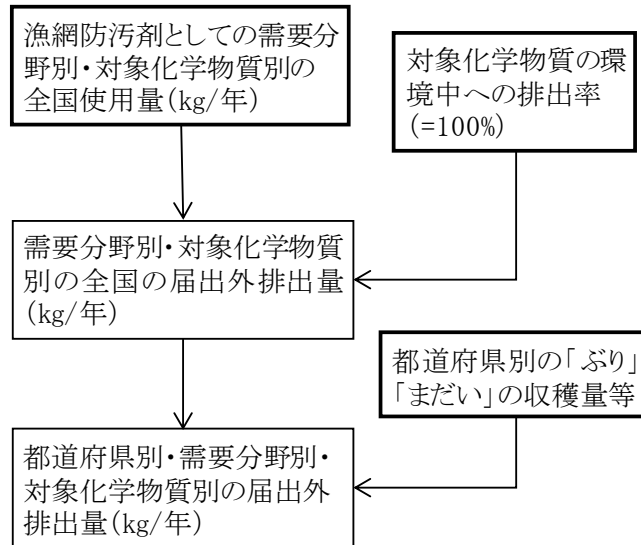 漁網防汚剤としての需要分
野別・対象化学物質別の
全国使用量(kg/年)
対象化学物質の環
境中への排出率
(=100%)
需要分野別・対象化学物質
別の全国の届出外排出量
(kg/年)
都道府県別の「ぶり」
「まだい」の収穫量等
都道府県別・需要分野別・
対象化学物質別の届出外
排出量(kg/年)